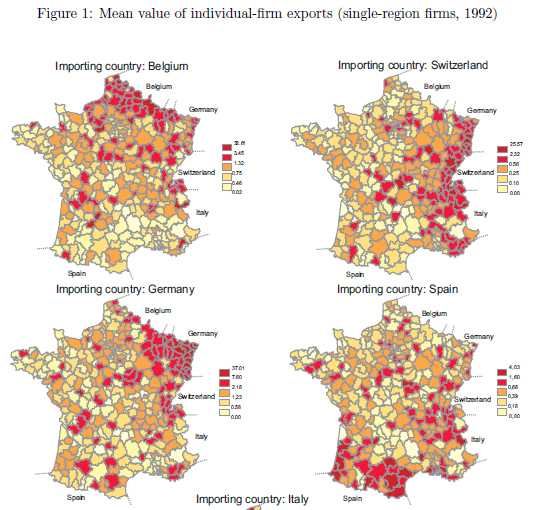 Figure 1: Mean value of individual-firm exports (single-region firms, 1992)
Importing country: Belgium
Belgium
Germany
Switzerland
Italy
Spain
32.61
3.45
1.32
0.75
0.46
0.02
Importing country: Switzerland
Belgium
Germany
Switzerland
Italy
Spain
25.57
2.32
0.56
0.25
0.10
0.00
Importing country: Germany
Belgium
Germany
Switzerland
Italy
Spain
37.01
7.60
2.18
1.23
0.58
0.00
Importing country: Spain
Belgium
Germany
Switzerland
Italy
Spain
4,03
1,60
0,88
0,39
0,18
0,00
Importing country: Italy